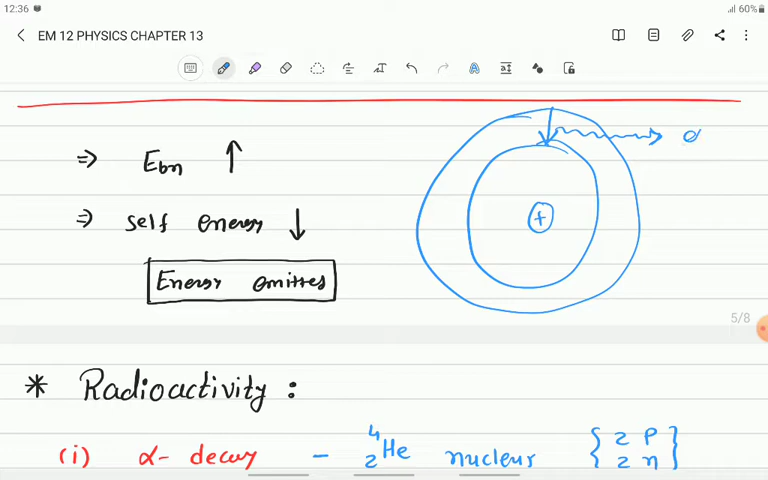 12:36 60%
EM 12 PHYSICS CHAPTER 13
⇒ Ebn ↑
⇒ self energy ↓
Energy emittes
+
5/8
* Radioactivity :
(i) α- decay - ⁴₂He nucleus { 2 P
2 n }